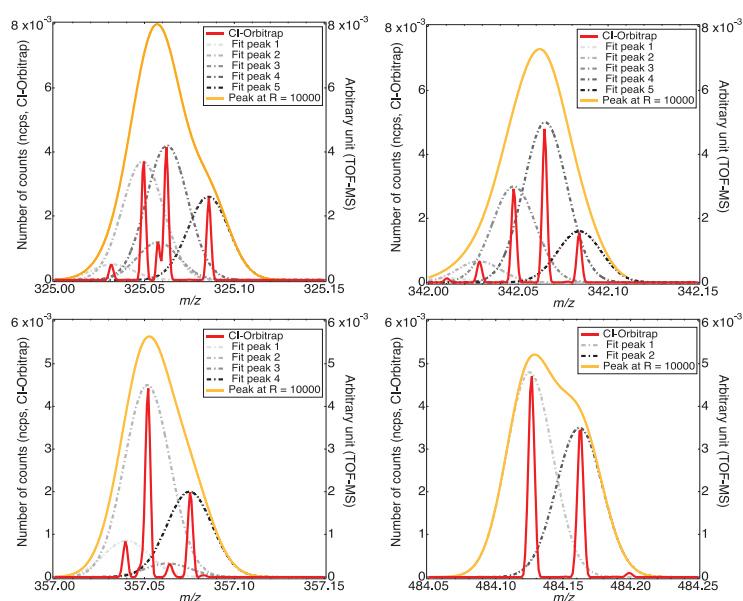 8 ×10⁻³
8 ×10⁻³
6
6
4
4
2
2
0
0
Number of counts (ncps, CI-Orbitrap)
Arbitrary unit (TOF-MS)
CI-Orbitrap
Fit peak 1
Fit peak 2
Fit peak 3
Fit peak 4
Fit peak 5
Peak at R = 10000
325.00
325.05
325.10
325.15
m/z
8 ×10⁻³
8 ×10⁻³
6
6
4
4
2
2
0
0
Number of counts (ncps, CI-Orbitrap)
Arbitrary unit (TOF-MS)
CI-Orbitrap
Fit peak 1
Fit peak 2
Fit peak 3
Fit peak 4
Fit peak 5
Peak at R = 10000
342.00
342.05
342.10
342.15
m/z
6 ×10⁻³
6 ×10⁻³
5
5
4
4
3
3
2
2
1
1
0
0
Number of counts (ncps, CI-Orbitrap)
Arbitrary unit (TOF-MS)
CI-Orbitrap
Fit peak 1
Fit peak 2
Fit peak 3
Fit peak 4
Peak at R = 10000
357.00
357.05
357.10
357.15
m/z
6 ×10⁻³
6 ×10⁻³
5
5
4
4
3
3
2
2
1
1
0
0
Number of counts (ncps, CI-Orbitrap)
Arbitrary unit (TOF-MS)
CI-Orbitrap
Fit peak 1
Fit peak 2
Peak at R = 10000
484.05
484.10
484.15
484.20
484.25
m/z